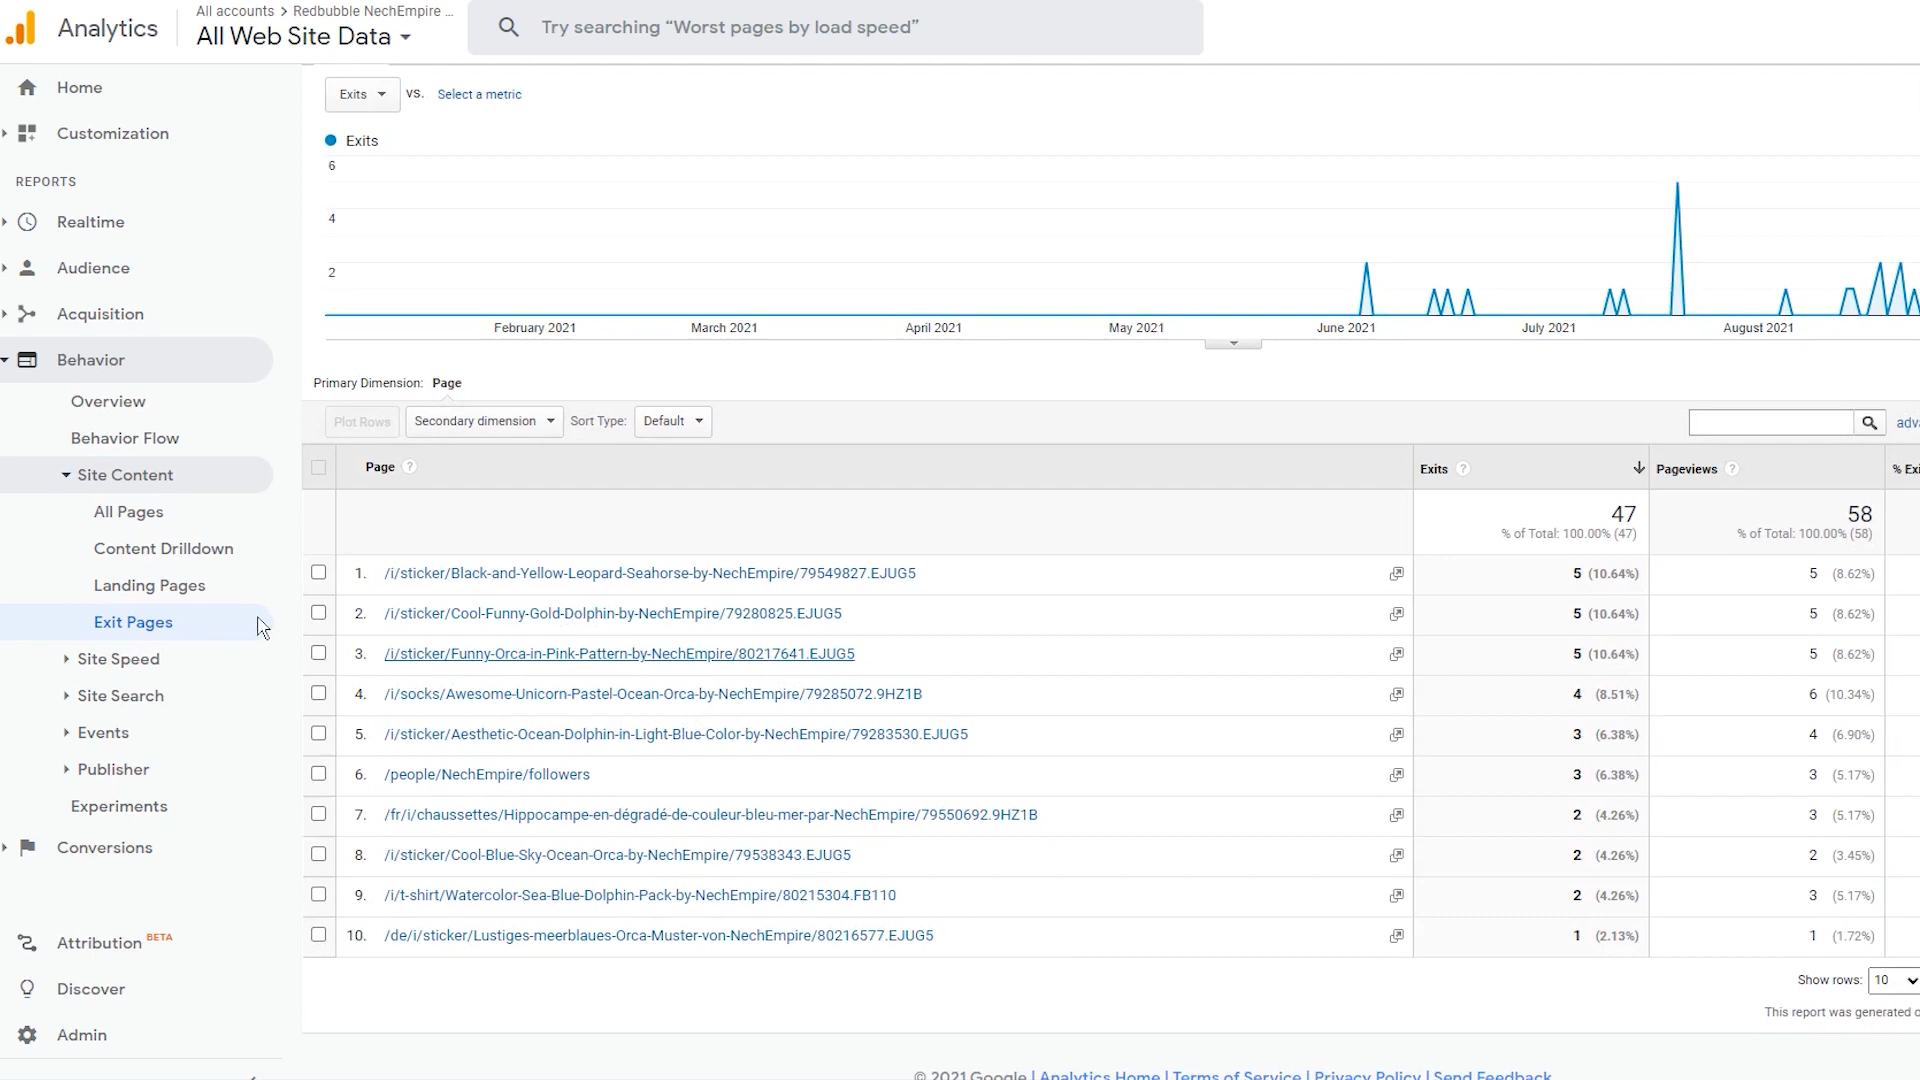 Analytics
All accounts > Redbubble NechEmpire ...
All Web Site Data
Try searching “Worst pages by load speed”
Home
Customization
REPORTS
Realtime
Audience
Acquisition
Behavior
Overview
Behavior Flow
Site Content
All Pages
Content Drilldown
Landing Pages
Exit Pages
Site Speed
Site Search
Events
Publisher
Experiments
Conversions
Attribution BETA
Discover
Admin
Exits vs. Select a metric
Exits
6
4
2
February 2021 March 2021 April 2021 May 2021 June 2021 July 2021 August 2021
Primary Dimension: Page
Plot Rows Secondary dimension Sort Type: Default adv
Page ? Exits ? Pageviews ? % Exi
47 58
% of Total: 100.00% (47) % of Total: 100.00% (58)
1. /i/sticker/Black-and-Yellow-Leopard-Seahorse-by-NechEmpire/79549827.EJUG5 5 (10.64%) 5 (8.62%)
2. /i/sticker/Cool-Funny-Gold-Dolphin-by-NechEmpire/79280825.EJUG5 5 (10.64%) 5 (8.62%)
3. /i/sticker/Funny-Orca-in-Pink-Pattern-by-NechEmpire/80217641.EJUG5 5 (10.64%) 5 (8.62%)
4. /i/socks/Awesome-Unicorn-Pastel-Ocean-Orca-by-NechEmpire/79285072.9HZ1B 4 (8.51%) 6 (10.34%)
5. /i/sticker/Aesthetic-Ocean-Dolphin-in-Light-Blue-Color-by-NechEmpire/79283530.EJUG5 3 (6.38%) 4 (6.90%)
6. /people/NechEmpire/followers 3 (6.38%) 3 (5.17%)
7. /fr/i/chaussettes/Hippocampe-en-dégradé-de-couleur-bleu-mer-par-NechEmpire/79550692.9HZ1B 2 (4.26%) 3 (5.17%)
8. /i/sticker/Cool-Blue-Sky-Ocean-Orca-by-NechEmpire/79538343.EJUG5 2 (4.26%) 2 (3.45%)
9. /i/t-shirt/Watercolor-Sea-Blue-Dolphin-Pack-by-NechEmpire/80215304.FB110 2 (4.26%) 3 (5.17%)
10. /de/i/sticker/Lustiges-meerblaues-Orca-Muster-von-NechEmpire/80216577.EJUG5 1 (2.13%) 1 (1.72%)
Show rows: 10
This report was generated o
© 2021 Google | Analytics Home | Terms of Service | Privacy Policy | Send Feedback